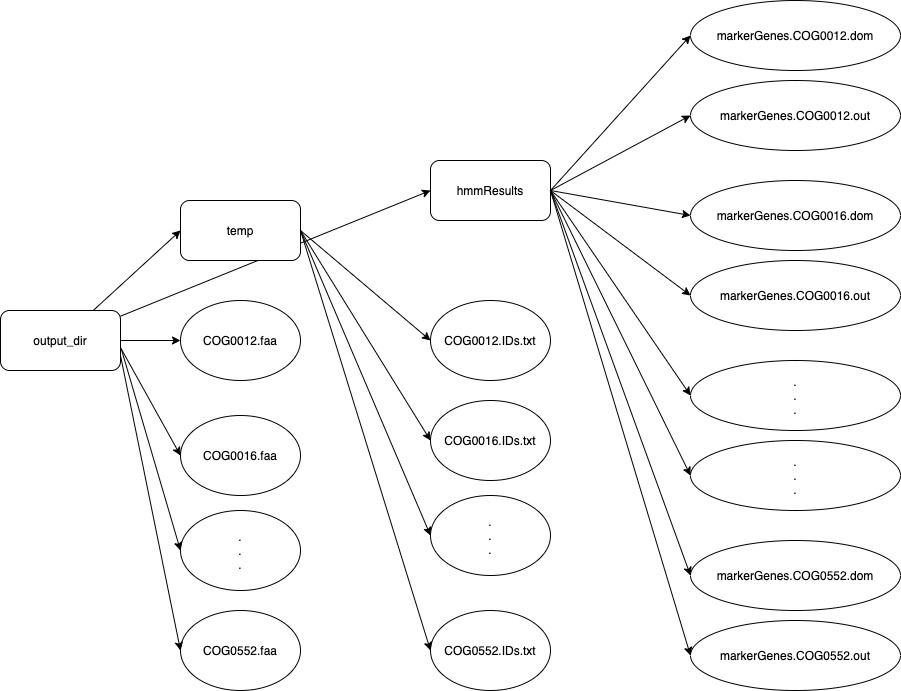 markerGenes.COG0012.dom
markerGenes.COG0012.out
hmmResults
markerGenes.COG0016.dom
temp
markerGenes.COG0016.out
output_dir
COG0012.faa
COG0012.IDs.txt
.
.
.
COG0016.faa
COG0016.IDs.txt
.
.
.
.
.
.
.
.
.
markerGenes.COG0552.dom
COG0552.faa
COG0552.IDs.txt
markerGenes.COG0552.out